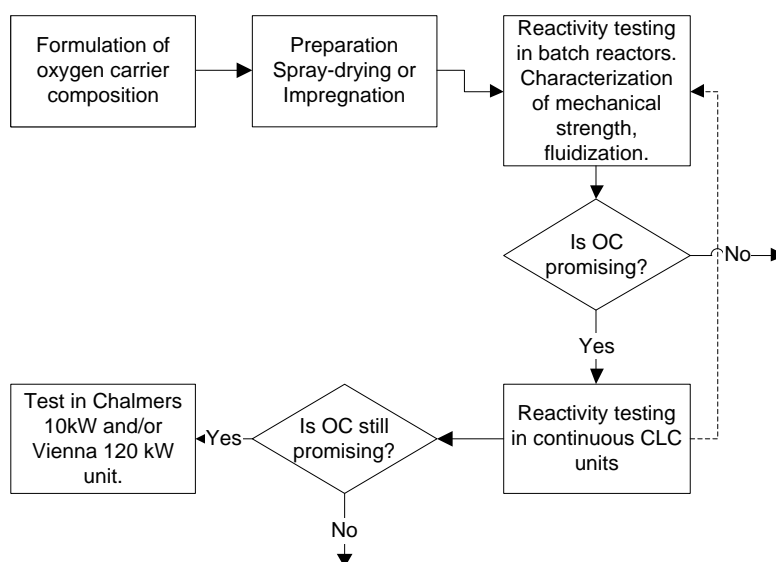 Formulation of
oxygen carrier
composition
Preparation
Spray-drying or
Impregnation
Reactivity testing
in batch reactors.
Characterization
of mechanical
strength,
fluidization.
Is OC
promising?
No
Yes
Reactivity testing
in continuous CLC
units
Is OC still
promising?
Yes
Test in Chalmers
10kW and/or
Vienna 120 kW
unit.
No